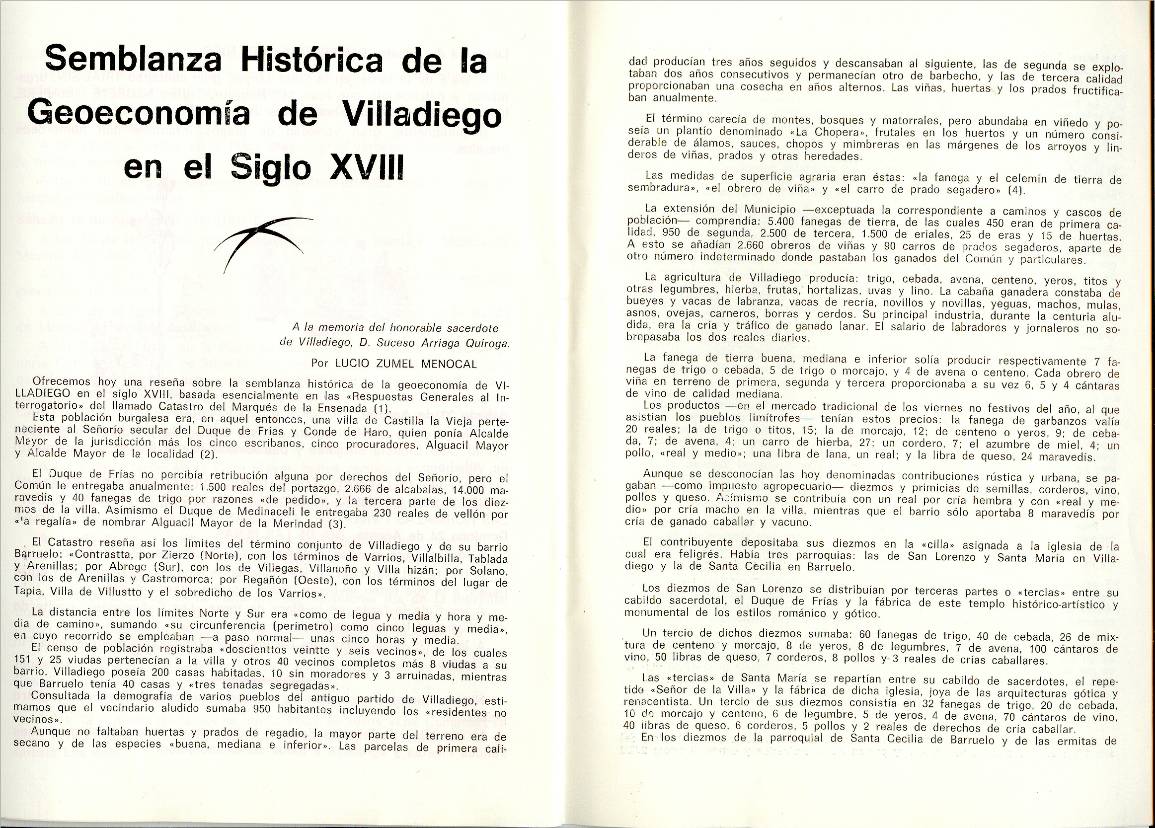 Semblanza Histórica de la
Geoeconomía de Villadiego
en el Siglo XVIII
A la memoria del honorable sacerdote
de Villadiego, D. Suceso Arriaga Quiroga.
Por LUCIO ZUMEL MENOCAL
Ofrecemos hoy una reseña sobre la semblanza histórica de la geoeconomía de VI-
LLADIEGO en el siglo XVIII, basada esencialmente en las «Respuestas Generales al In-
terrogatorio» del llamado Catastro del Marqués de la Ensenada (1).
Esta población burgalesa era, en aquel entonces, una villa de Castilla la Vieja perte-
neciente al Señorío secular del Duque de Frías y Conde de Haro, quien ponía Alcalde
Mayor de la jurisdicción más los cinco escribanos, cinco procuradores, Alguacil Mayor
y Alcalde Mayor de la localidad (2).
El Duque de Frías no percibía retribución alguna por derechos del Señorío, pero el
Común le entregaba anualmente: 1.500 reales del portazgo, 2.666 de alcabalas, 14.000 ma-
ravedis y 40 fanegas de trigo por razones «de pedido», y la tercera parte de los diez-
mos de la villa. Asimismo el Duque de Medinaceli le entregaba 230 reales de vellón por
«la regalía» de nombrar Alguacil Mayor de la Merindad (3).
El Catastro reseña así los límites del término conjunto de Villadiego y de su barrio
Barruelo: «Contrastta, por Zierzo (Norte), con los términos de Varrios, Villalbilla, Tablada
y Arenillas; por Abrego (Sur), con los de Villegas, Villanoño y Villa hizán; por Solano,
con los de Arenillas y Castromorca; por Regañón (Oeste), con los términos del lugar de
Tapia, Villa de Villustto y el sobredicho de los Varrios».
La distancia entre los límites Norte y Sur era «como de legua y media y hora y me-
dia de camino», sumando «su circunferencia (perímetro) como cinco leguas y media»,
en cuyo recorrido se empleaban —a paso normal— unas cinco horas y media.
El censo de población registraba «doscienttos veintte y seis vecinos», de los cuales
151 y 25 viudas pertenecían a la villa y otros 40 vecinos completos más 8 viudas a su
barrio. Villadiego poseía 200 casas habitadas, 10 sin moradores y 3 arruinadas, mientras
que Barruelo tenía 40 casas y «tres tenadas segregadas».
Consultada la demografía de varios pueblos del antiguo partido de Villadiego, esti-
mamos que el vecindario aludido sumaba 950 habitantes incluyendo los «residentes no
vecinos».
Aunque no faltaban huertas y prados de regadío, la mayor parte del terreno era de
secano y de las especies «buena, mediana e inferior». Las parcelas de primera cali-
dad producían tres años seguidos y descansaban al siguiente, las de segunda se explo-
taban dos años consecutivos y permanecían otro de barbecho, y las de tercera calidad
proporcionaban una cosecha en años alternos. Las viñas, huertas y los prados fructifica-
ban anualmente.
El término carecía de montes, bosques y matorrales, pero abundaba en viñedo y po-
seía un plantío denominado «La Chopera», frutales en los huertos y un número consi-
derable de álamos, sauces, chopos y mimbreras en las márgenes de los arroyos y lin-
deros de viñas, prados y otras heredades.
Las medidas de superficie agraria eran éstas: «la fanega y el celemín de tierra de
sembradura», «el obrero de viña» y «el carro de prado segadero» (4).
La extensión del Municipio —exceptuada la correspondiente a caminos y cascos de
población— comprendía: 5.400 fanegas de tierra, de las cuales 450 eran de primera ca-
lidad, 950 de segunda, 2.500 de tercera, 1.500 de eriales, 25 de eras y 15 de huertas.
A esto se añadían 2.660 obreros de viñas y 90 carros de prados segaderos, aparte de
otro número indeterminado donde pastaban los ganados del Común y particulares.
La agricultura de Villadiego producía: trigo, cebada, avena, centeno, yeros, titos y
otras legumbres, hierba, frutas, hortalizas, uvas y lino. La cabaña ganadera constaba de
bueyes y vacas de labranza, vacas de recría, novillos y novillas, yeguas, machos, mulas,
asnos, ovejas, carneros, borras y cerdos. Su principal industria, durante la centuria alu-
dida, era la cría y tráfico de ganado lanar. El salario de labradores y jornaleros no so-
brepasaba los dos reales diarios.
La fanega de tierra buena, mediana e inferior solía producir respectivamente 7 fa-
negas de trigo o cebada, 5 de trigo o morcajo, y 4 de avena o centeno. Cada obrero de
viña en terreno de primera, segunda y tercera proporcionaba a su vez 6, 5 y 4 cántaras
de vino de calidad mediana.
Los productos —en el mercado tradicional de los viernes no festivos del año, al que
asistían los pueblos limítrofes— tenían estos precios: la fanega de garbanzos valía
20 reales; la de trigo o titos, 15; la de morcajo, 12; de centeno o yeros, 9; de ceba-
da, 7; de avena, 4; un carro de hierba, 27; un cordero, 7; el azumbre de miel, 4; un
pollo, «real y medio»; una libra de lana, un real; y la libra de queso, 24 maravedís.
Aunque se desconocían las hoy denominadas contribuciones rústica y urbana, se pa-
gaban —como impuesto agropecuario— diezmos y primicias de semillas, corderos, vino,
pollos y queso. Asimismo se contribuía con un real por cría hembra y con «real y me-
dio» por cría macho en la villa, mientras que el barrio sólo aportaba 8 maravedís por
cría de ganado caballar y vacuno.
El contribuyente depositaba sus diezmos en la «cilla» asignada a la iglesia de la
cual era feligrés. Había tres parroquias: las de San Lorenzo y Santa María en Villa-
diego y la de Santa Cecilia en Barruelo.
Los diezmos de San Lorenzo se distribuían por terceras partes o «tercias» entre su
cabildo sacerdotal, el Duque de Frías y la fábrica de este templo histórico-artístico y
monumental de los estilos románico y gótico.
Un tercio de dichos diezmos sumaba: 60 fanegas de trigo, 40 de cebada, 26 de mix-
tura de centeno y morcajo, 8 de yeros, 8 de legumbres, 7 de avena, 100 cántaros de
vino, 50 libras de queso, 7 corderos, 8 pollos y 3 reales de crías caballares.
Las «tercias» de Santa María se repartían entre su cabildo de sacerdotes, el repe-
tido «Señor de la Villa» y la fábrica de dicha iglesia, joya de las arquitecturas gótica y
renacentista. Un tercio de sus diezmos consistía en 32 fanegas de trigo, 20 de cebada,
10 de morcajo y centeno, 6 de legumbre, 5 de yeros, 4 de avena, 70 cántaros de vino,
40 libras de queso, 6 corderos, 5 pollos y 2 reales de derechos de cría caballar.
En los diezmos de la parroquial de Santa Cecilia de Barruelo y de las ermitas de